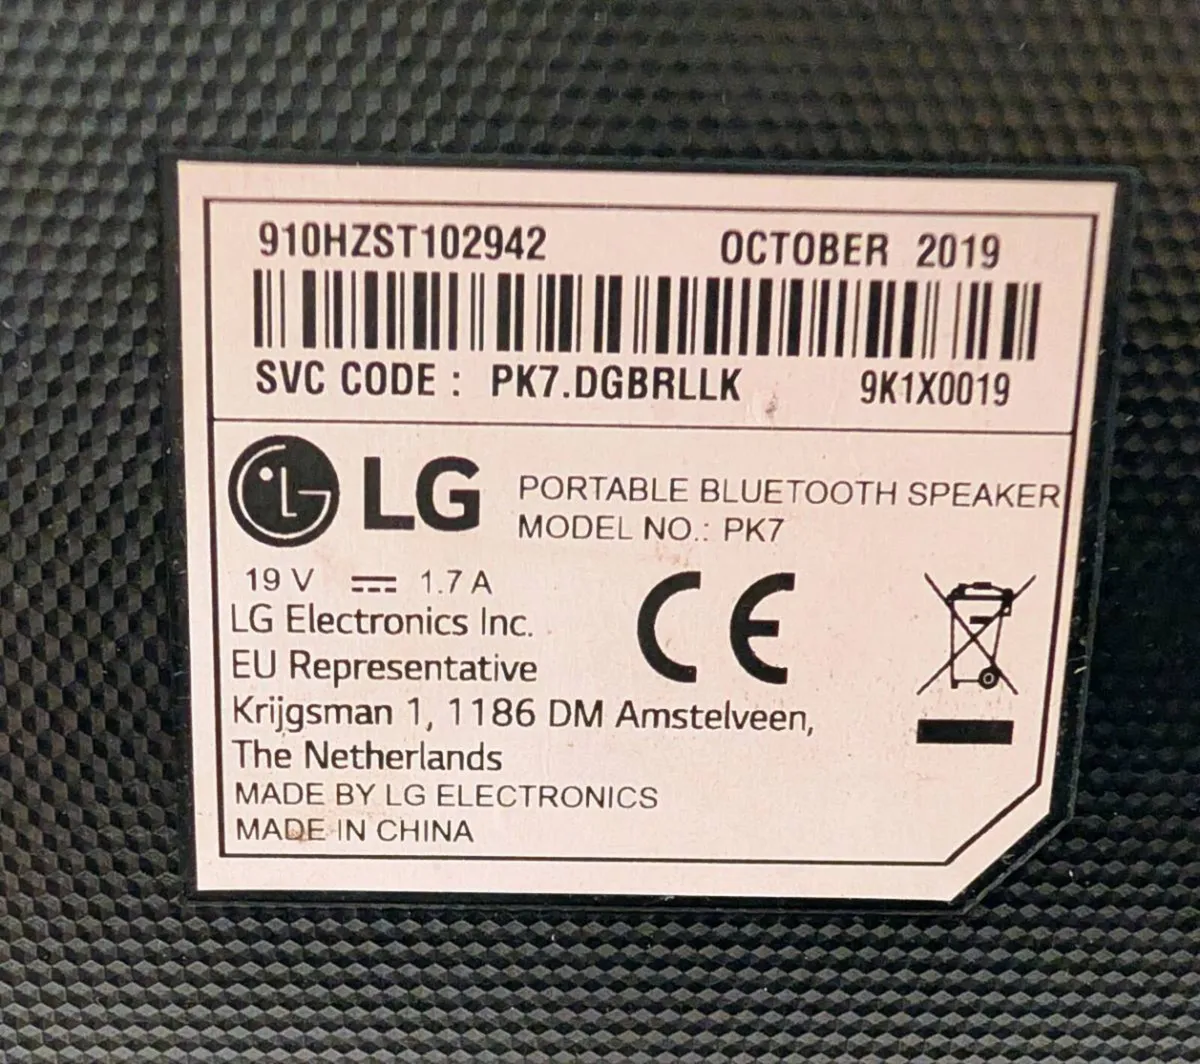 910HZST102942 OCTOBER 2019
SVC CODE : PK7.DGBRLLK 9K1X0019
LG PORTABLE BLUETOOTH SPEAKER
MODEL NO.: PK7
19 V ⎓ 1.7 A
LG Electronics Inc.
EU Representative
Krijgsman 1, 1186 DM Amstelveen,
The Netherlands
MADE BY LG ELECTRONICS
MADE IN CHINA
CE